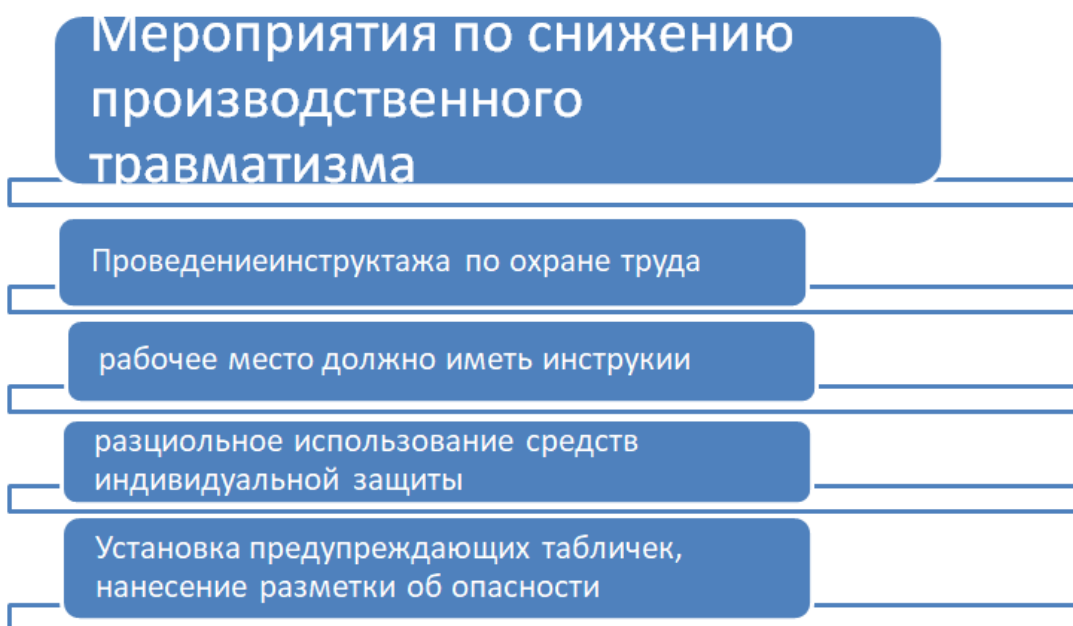 Мероприятия по снижению
производственного
травматизма
Проведениеинструктажа по охране труда
рабочее место должно иметь инструкии
разциольное использование средств
индивидуальной защиты
Установка предупреждающих табличек,
нанесение разметки об опасности